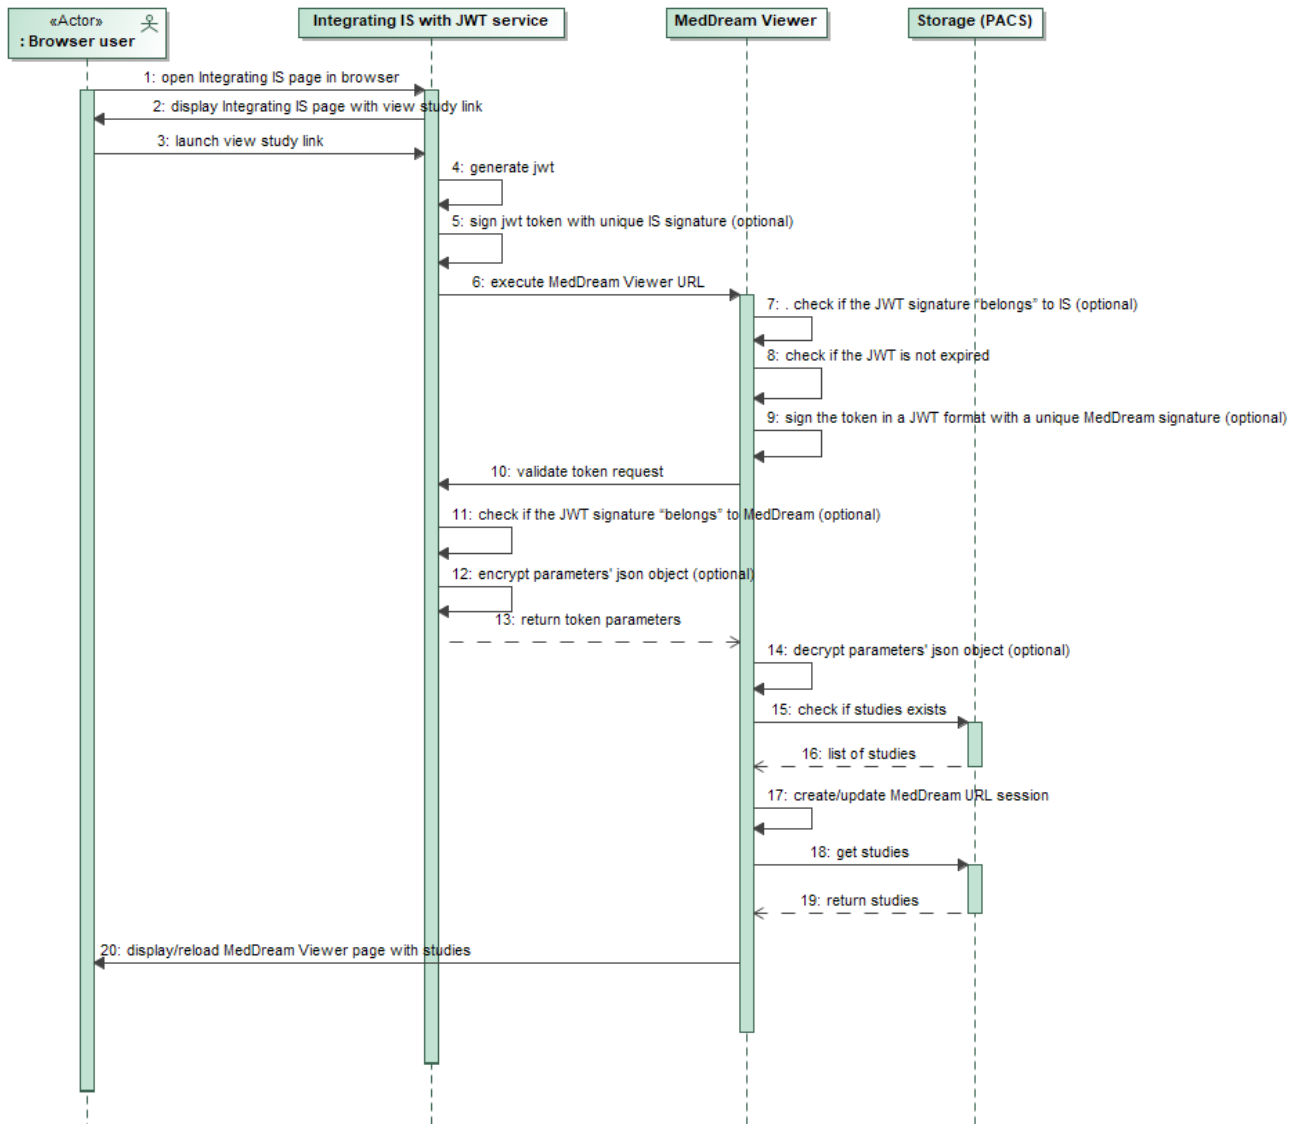 «Actor»
: Browser user
Integrating IS with JWT service
MedDream Viewer
Storage (PACS)
1: open Integrating IS page in browser
2: display Integrating IS page with view study link
3: launch view study link
4: generate jwt
5: sign jwt token with unique IS signature (optional)
6: execute MedDream Viewer URL
7: . check if the JWT signature “belongs” to IS (optional)
8: check if the JWT is not expired
9: sign the token in a JWT format with a unique MedDream signature (optional)
10: validate token request
11: check if the JWT signature “belongs” to MedDream (optional)
12: encrypt parameters' json object (optional)
13: return token parameters
14: decrypt parameters' json object (optional)
15: check if studies exists
16: list of studies
17: create/update MedDream URL session
18: get studies
19: return studies
20: display/reload MedDream Viewer page with studies